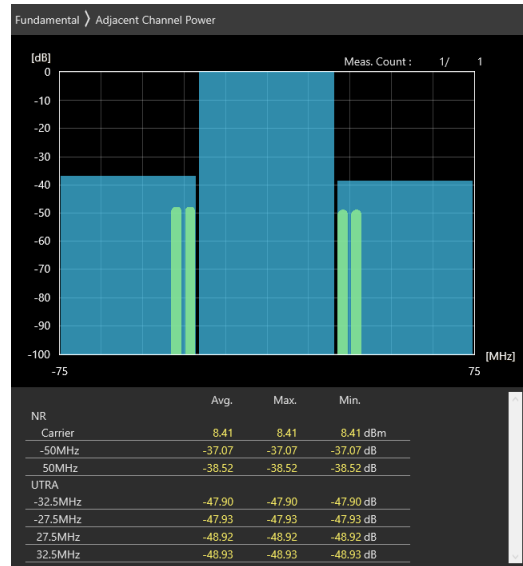 Fundamental 〉 Adjacent Channel Power
[dB]
Meas. Count : 1/ 1
0
-10
-20
-30
-40
-50
-60
-70
-80
-90
-100
[MHz]
-75 75
Avg. Max. Min.
NR
Carrier 8.41 8.41 8.41 dBm
-50MHz -37.07 -37.07 -37.07 dB
50MHz -38.52 -38.52 -38.52 dB
UTRA
-32.5MHz -47.90 -47.90 -47.90 dB
-27.5MHz -47.93 -47.93 -47.93 dB
27.5MHz -48.92 -48.92 -48.92 dB
32.5MHz -48.93 -48.93 -48.93 dB